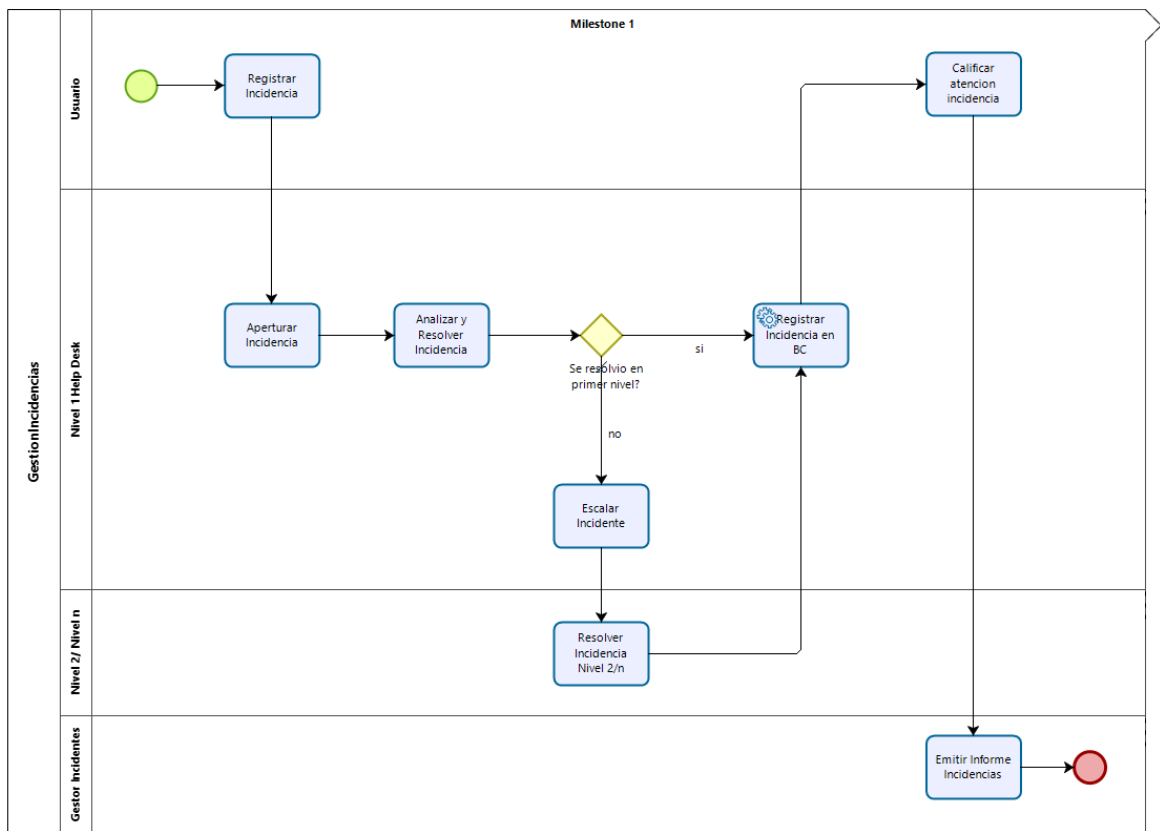 Milestone 1
GestionIncidencias
Usuario
Registrar
Incidencia
Calificar
atencion
incidencia
Nivel 1 Help Desk
Aperturar
Incidencia
Analizar y
Resolver
Incidencia
Se resolvio en
primer nivel?
si
no
Registrar
Incidencia en
BC
Escalar
Incidente
Nivel 2/ Nivel n
Resolver
Incidencia
Nivel 2/n
Gestor Incidentes
Emitir Informe
Incidencias